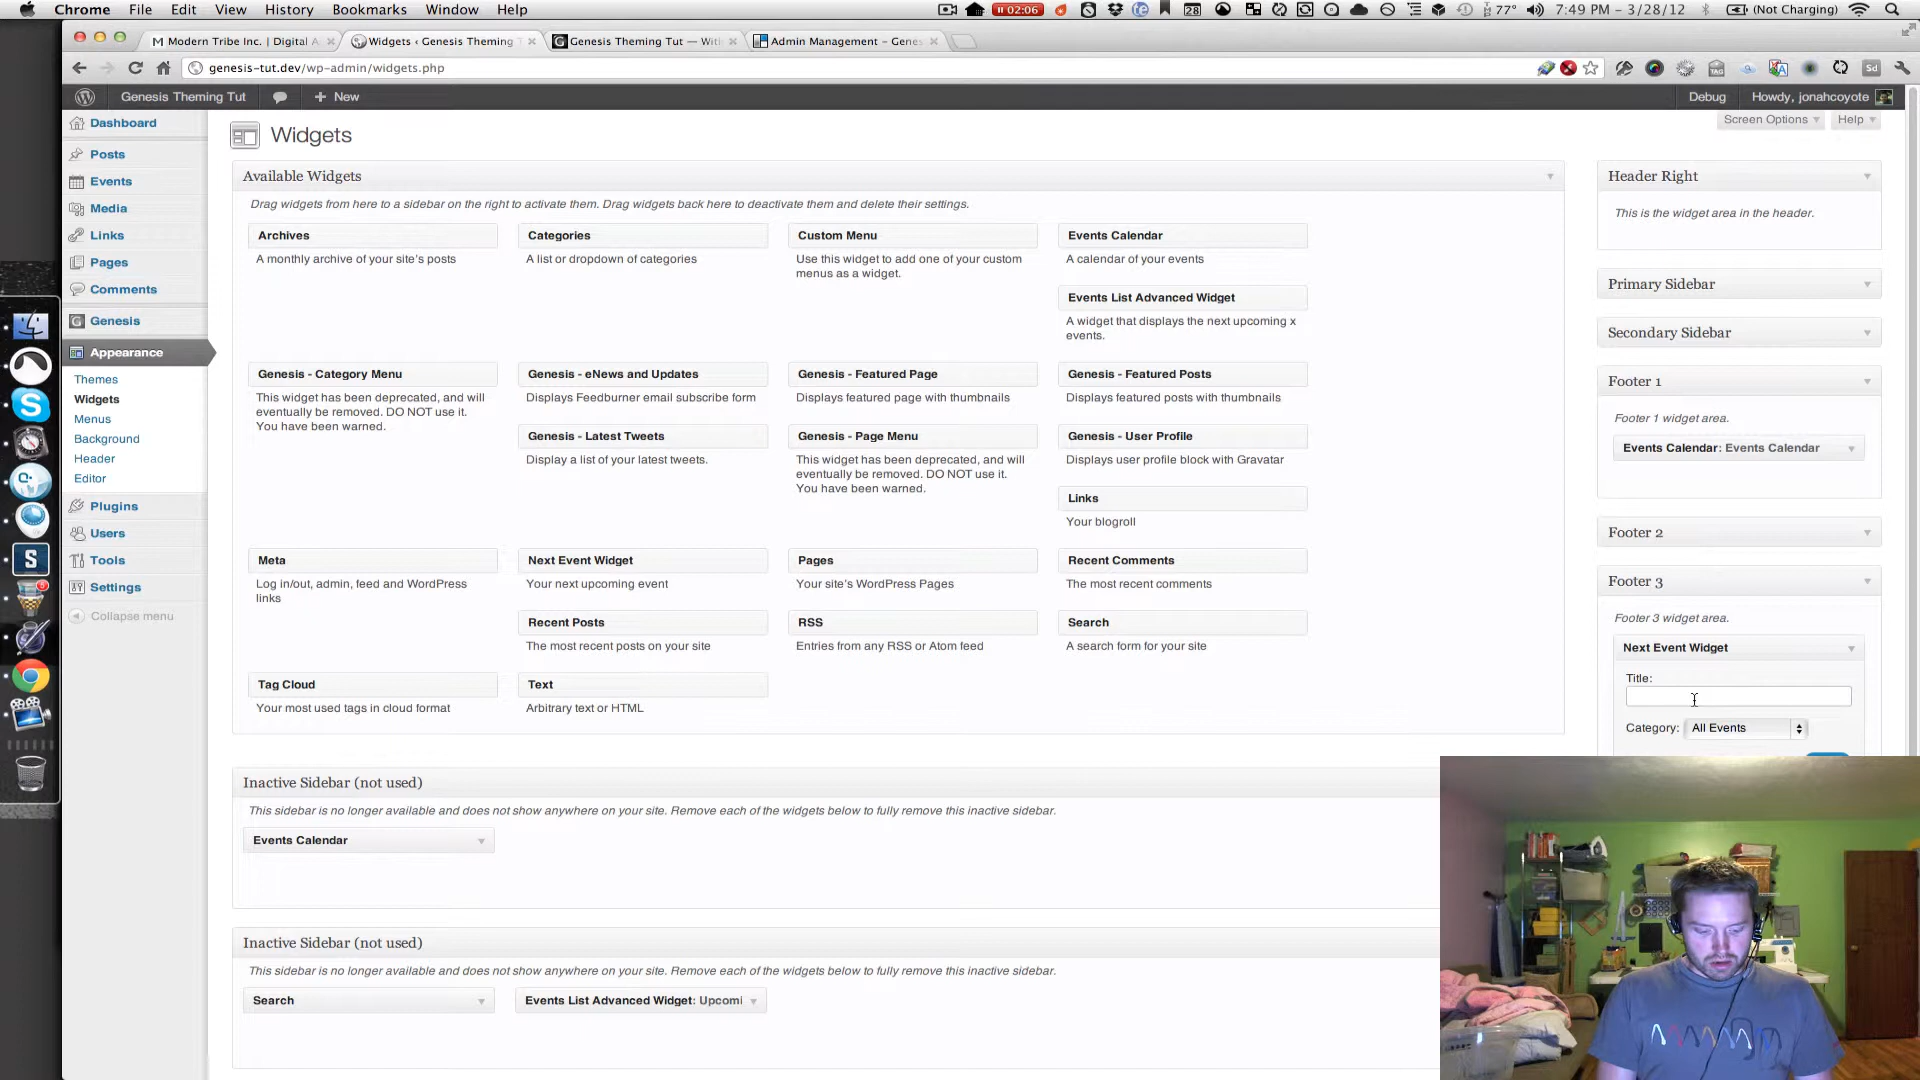 Chrome File Edit View History Bookmarks Window Help 02:06 28 77° 7:49 PM – 3/28/12 (Not Charging)
Modern Tribe Inc. | Digital Widgets ‹ Genesis Theming Genesis Theming Tut — With Admin Management – Gene
genesis-tut.dev/wp-admin/widgets.php TAG Sd
Genesis Theming Tut + New Debug Howdy, jonahcoyote
Screen Options Help
Dashboard
Posts
Events
Media
Links
Pages
Comments
Genesis
Appearance
Themes
Widgets
Menus
Background
Header
Editor
Plugins
Users
Tools
Settings
Collapse menu
Widgets
Available Widgets
Drag widgets from here to a sidebar on the right to activate them. Drag widgets back here to deactivate them and delete their settings.
Archives
A monthly archive of your site's posts
Categories
A list or dropdown of categories
Custom Menu
Use this widget to add one of your custom
menus as a widget.
Events Calendar
A calendar of your events
Events List Advanced Widget
A widget that displays the next upcoming x
events.
Genesis - Category Menu
This widget has been deprecated, and will
eventually be removed. DO NOT use it.
You have been warned.
Genesis - eNews and Updates
Displays Feedburner email subscribe form
Genesis - Featured Page
Displays featured page with thumbnails
Genesis - Featured Posts
Displays featured posts with thumbnails
Genesis - Latest Tweets
Display a list of your latest tweets.
Genesis - Page Menu
This widget has been deprecated, and will
eventually be removed. DO NOT use it.
You have been warned.
Genesis - User Profile
Displays user profile block with Gravatar
Links
Your blogroll
Meta
Log in/out, admin, feed and WordPress
links
Next Event Widget
Your next upcoming event
Pages
Your site's WordPress Pages
Recent Comments
The most recent comments
Recent Posts
The most recent posts on your site
RSS
Entries from any RSS or Atom feed
Search
A search form for your site
Tag Cloud
Your most used tags in cloud format
Text
Arbitrary text or HTML
Inactive Sidebar (not used)
This sidebar is no longer available and does not show anywhere on your site. Remove each of the widgets below to fully remove this inactive sidebar.
Events Calendar
Inactive Sidebar (not used)
This sidebar is no longer available and does not show anywhere on your site. Remove each of the widgets below to fully remove this inactive sidebar.
Search
Events List Advanced Widget: Upcomi
Header Right
This is the widget area in the header.
Primary Sidebar
Secondary Sidebar
Footer 1
Footer 1 widget area.
Events Calendar: Events Calendar
Footer 2
Footer 3
Footer 3 widget area.
Next Event Widget
Title:
Category: All Events